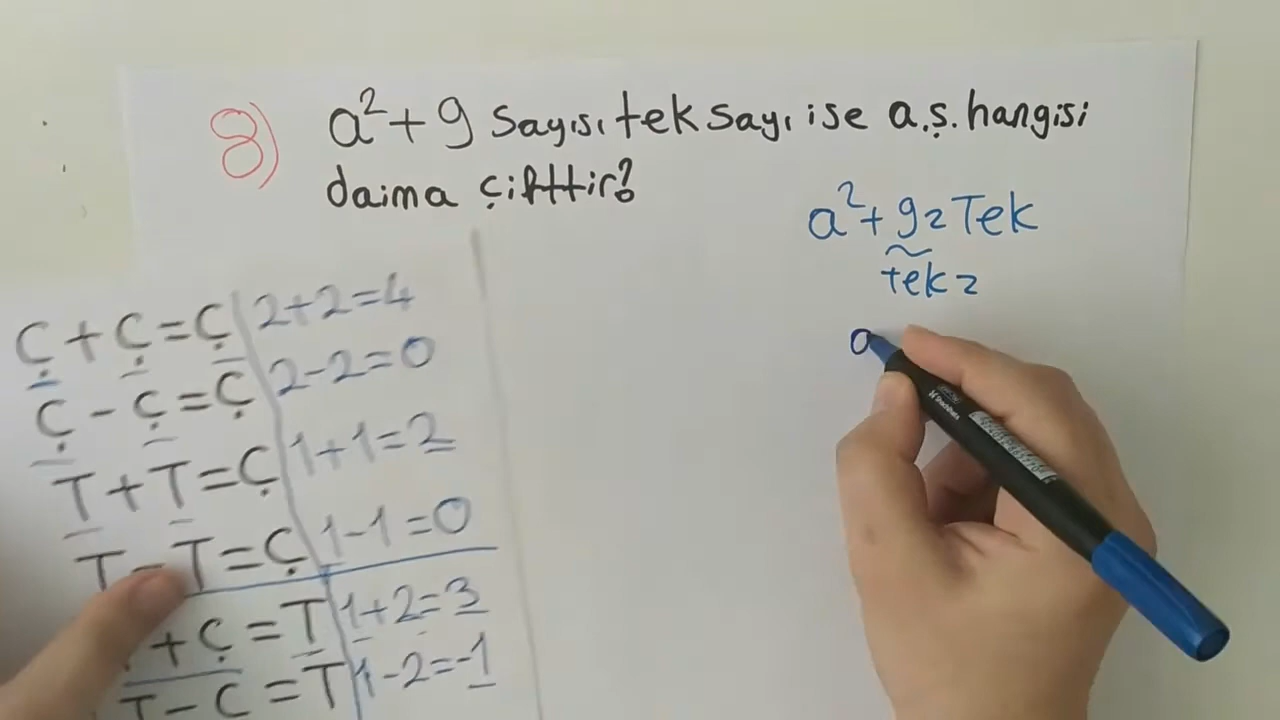 8) a²+9 sayısı tek sayı ise a.ş. hangisi
daima çifttir?
a²+9=Tek
tek=
a
Ç+Ç=Ç 2+2=4
Ç-Ç=Ç 2-2=0
T+T=Ç 1+1=2
T-T=Ç 1-1=0
+Ç=T 1+2=3
T-Ç=T 1-2=-1